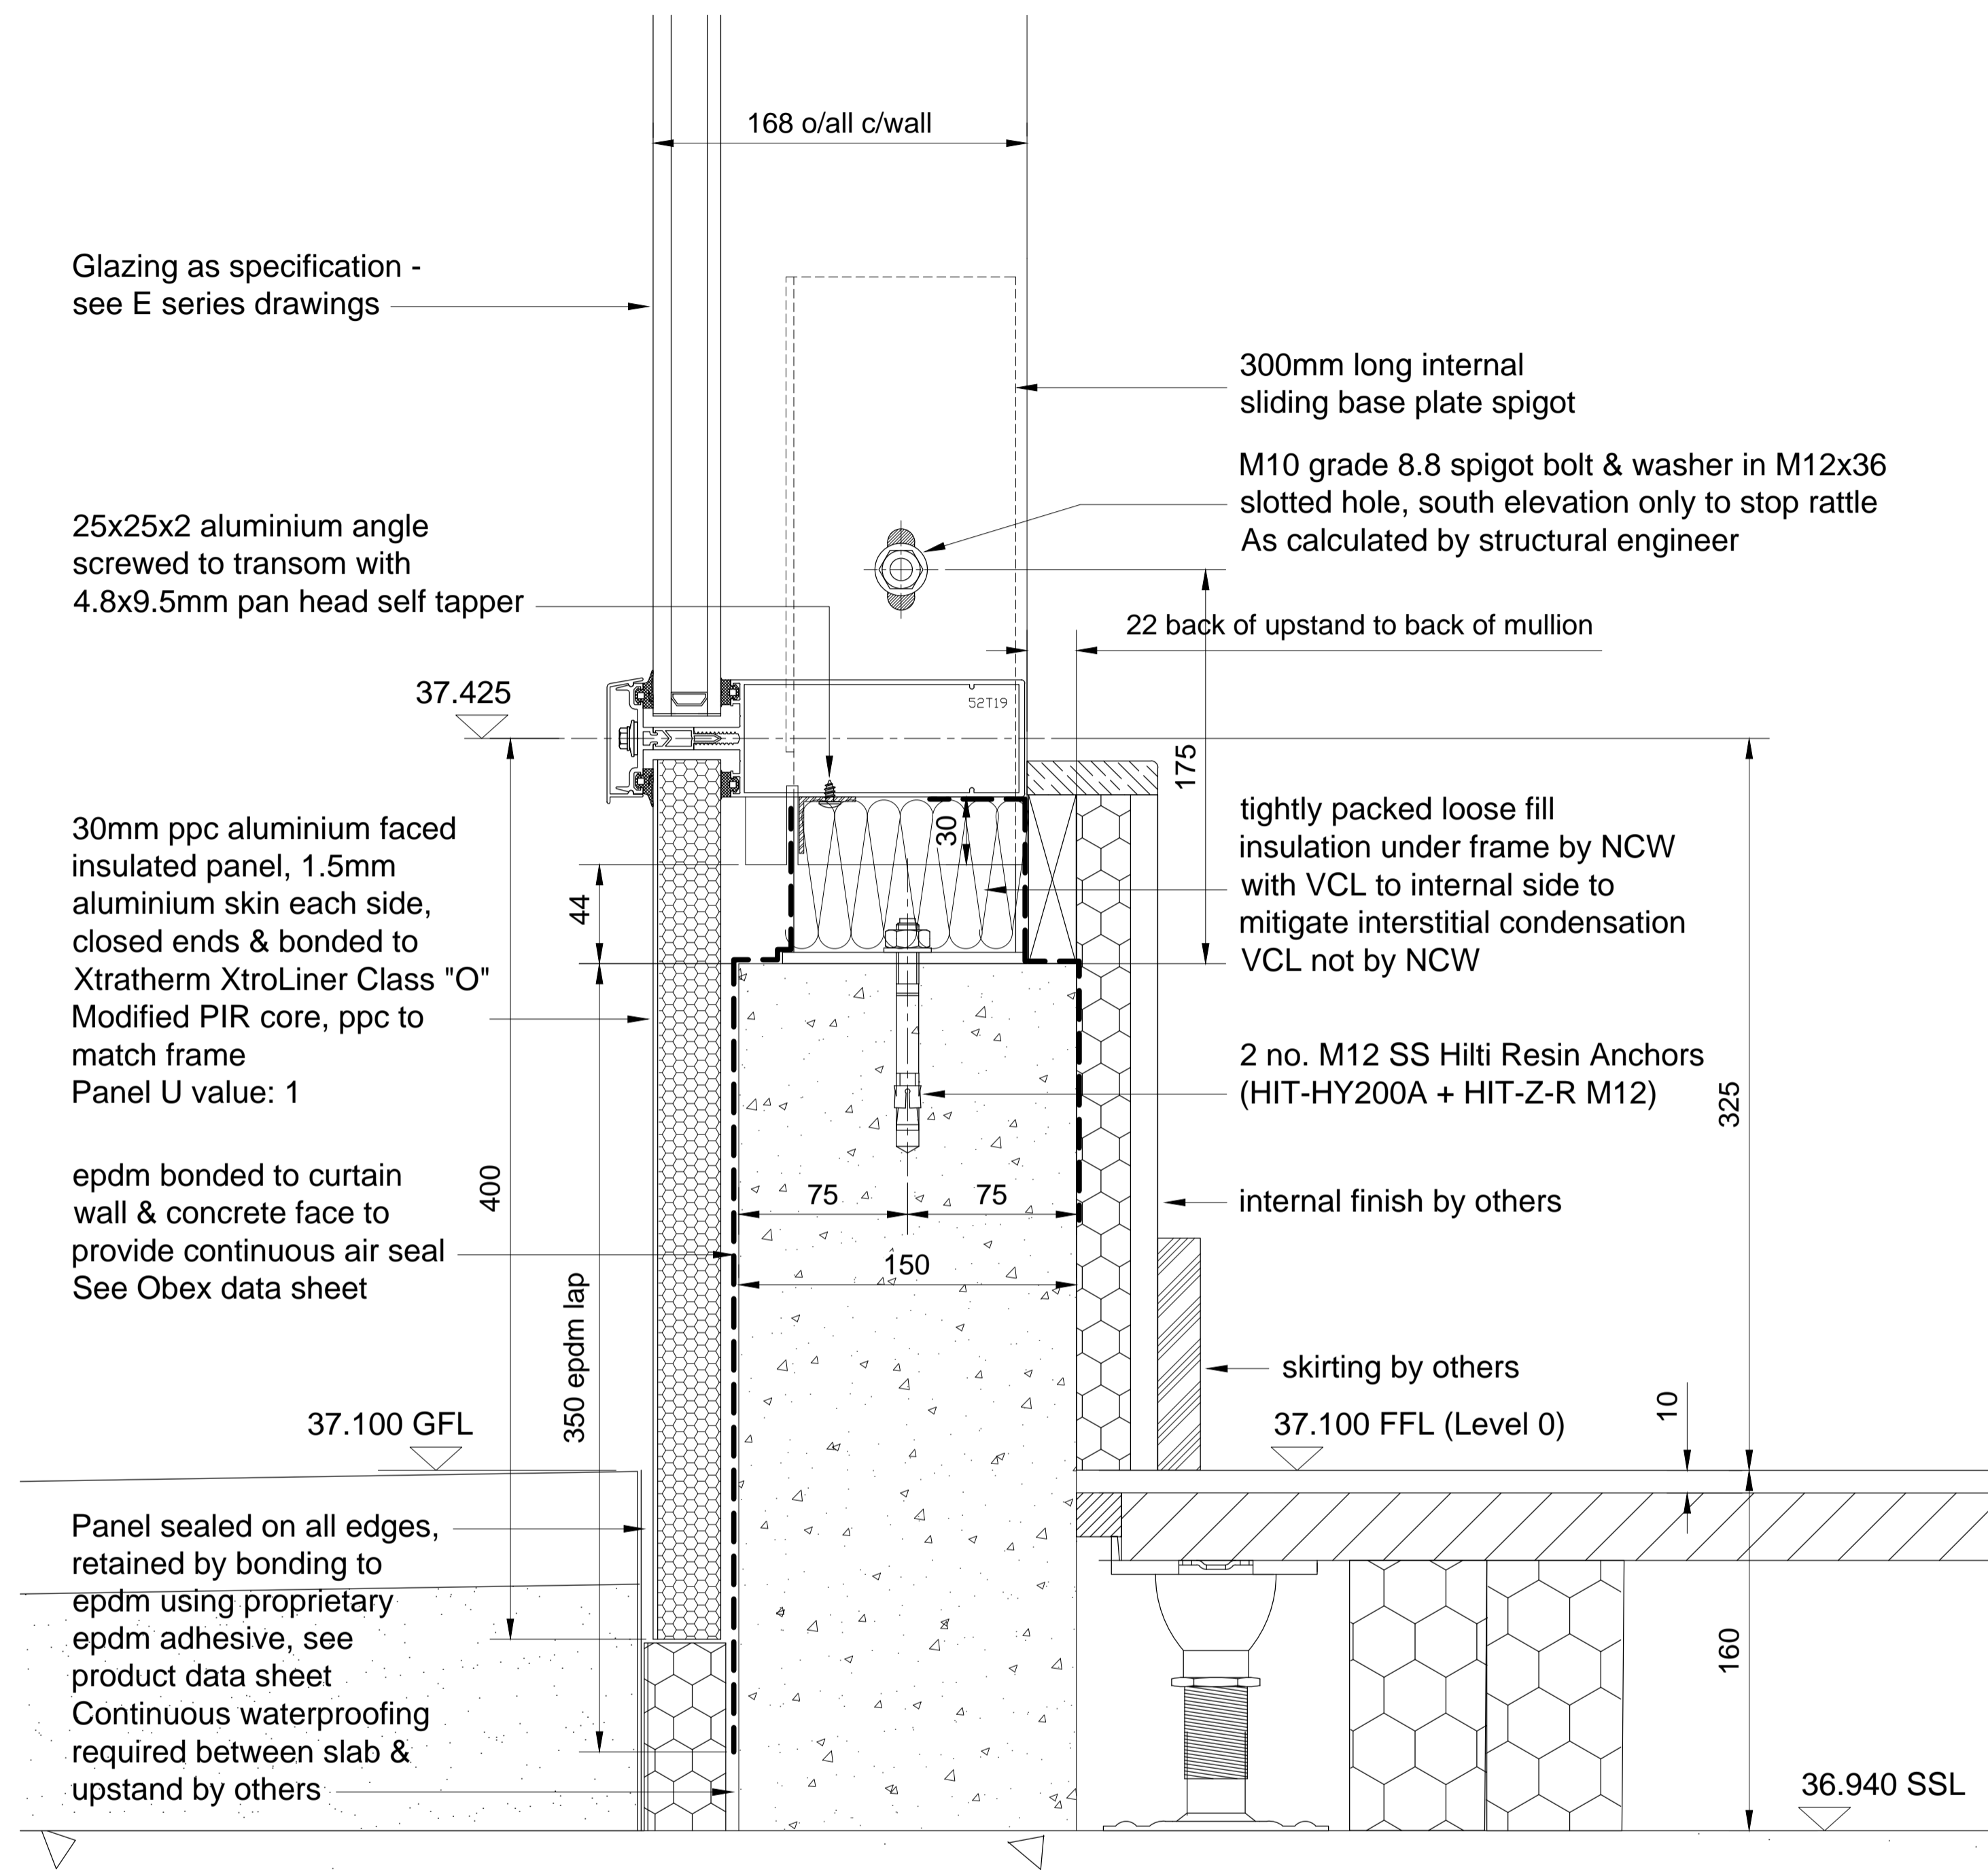 168 o/all c/wall
Glazing as specification -
see E series drawings
300mm long internal
sliding base plate spigot
M10 grade 8.8 spigot bolt & washer in M12x36
slotted hole, south elevation only to stop rattle
As calculated by structural engineer
25x25x2 aluminium angle
screwed to transom with
4.8x9.5mm pan head self tapper
22 back of upstand to back of mullion
37.425
52T19
175
30mm ppc aluminium faced
insulated panel, 1.5mm
aluminium skin each side,
closed ends & bonded to
Xtratherm XtroLiner Class "O"
Modified PIR core, ppc to
match frame
Panel U value: 1
30
44
tightly packed loose fill
insulation under frame by NCW
with VCL to internal side to
mitigate interstitial condensation
VCL not by NCW
2 no. M12 SS Hilti Resin Anchors
(HIT-HY200A + HIT-Z-R M12)
325
epdm bonded to curtain
wall & concrete face to
provide continuous air seal
See Obex data sheet
400
75
75
150
internal finish by others
350 epdm lap
skirting by others
37.100 GFL
37.100 FFL (Level 0)
10
Panel sealed on all edges,
retained by bonding to
epdm using proprietary
epdm adhesive, see
product data sheet
Continuous waterproofing
required between slab &
upstand by others
160
36.940 SSL